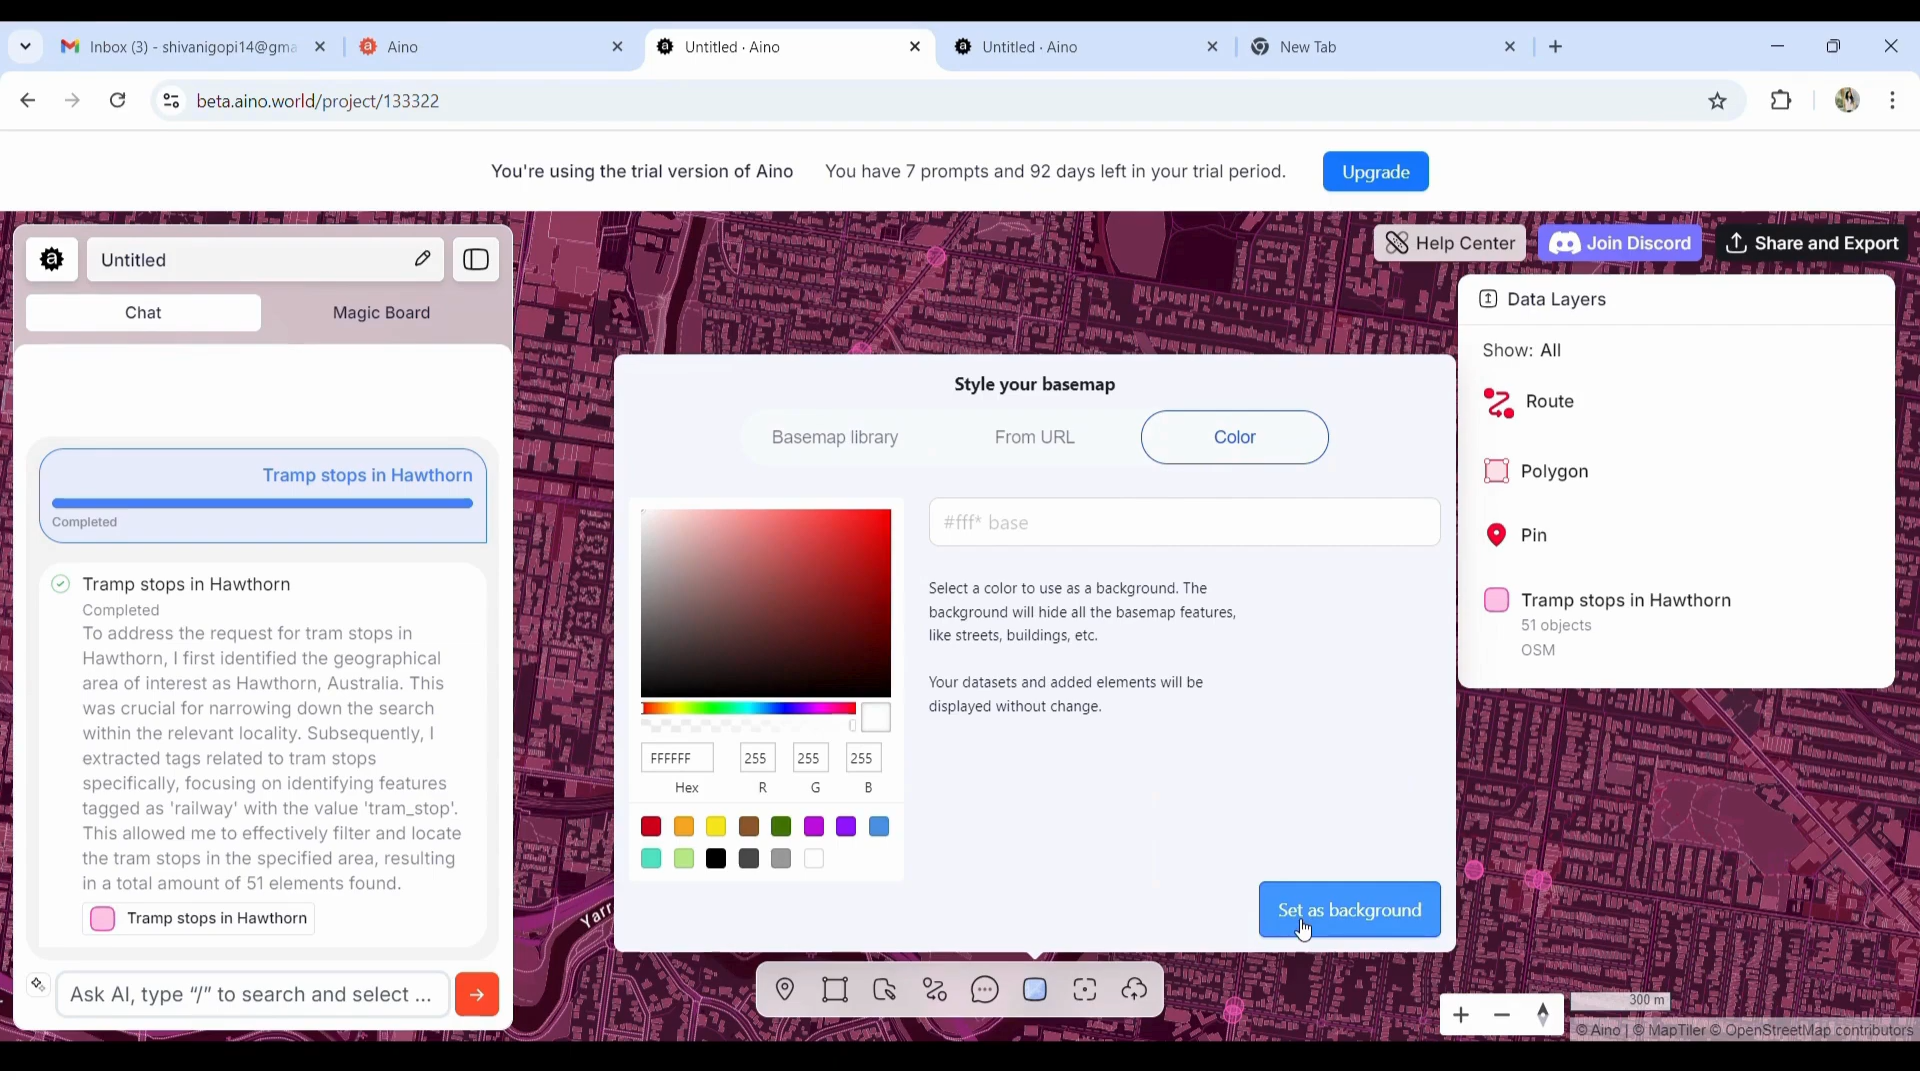 Inbox (3) - shivanigopi14@gma
Aino
Untitled · Aino
Untitled · Aino
New Tab
beta.aino.world/project/133322
You're using the trial version of Aino
You have 7 prompts and 92 days left in your trial period.
Upgrade
Untitled
Help Center
Join Discord
Share and Export
Chat
Magic Board
Data Layers
Show: All
Route
Polygon
Pin
Tramp stops in Hawthorn
51 objects
OSM
Style your basemap
Basemap library
From URL
Color
#fff* base
Select a color to use as a background. The
background will hide all the basemap features,
like streets, buildings, etc.
Your datasets and added elements will be
displayed without change.
FFFFFF
255
255
255
Hex
R
G
B
Set as background
Tramp stops in Hawthorn
Completed
Tramp stops in Hawthorn
Completed
To address the request for tram stops in
Hawthorn, I first identified the geographical
area of interest as Hawthorn, Australia. This
was crucial for narrowing down the search
within the relevant locality. Subsequently, I
extracted tags related to tram stops
specifically, focusing on identifying features
tagged as 'railway' with the value 'tram_stop'.
This allowed me to effectively filter and locate
the tram stops in the specified area, resulting
in a total amount of 51 elements found.
Tramp stops in Hawthorn
Ask AI, type “/” to search and select ...
Yarr
300 m
© Aino | © MapTiler © OpenStreetMap contributors